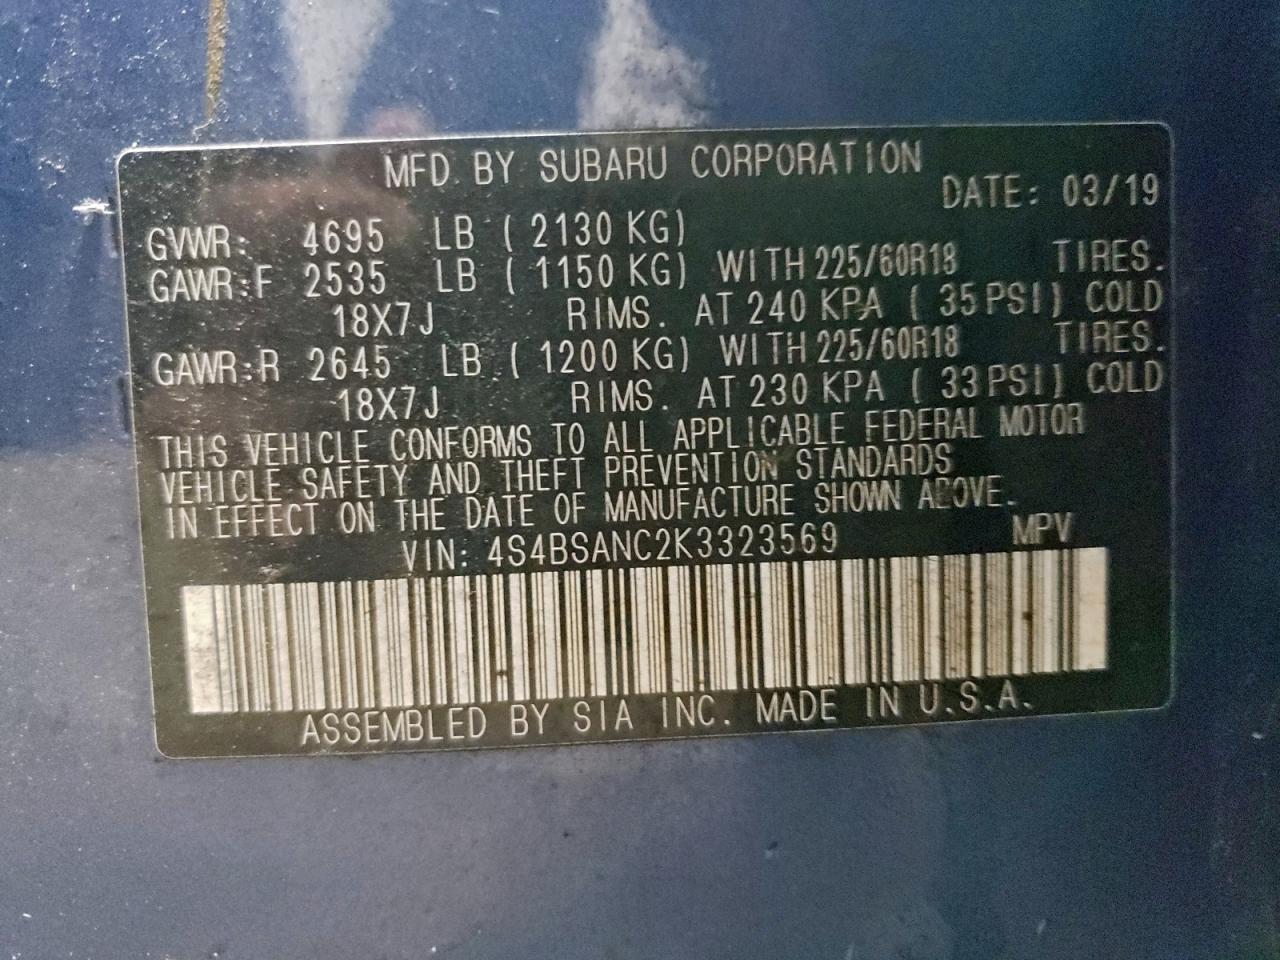 MFD. BY SUBARU CORPORATION
DATE: 03/19
GVWR: 4695 LB ( 2130 KG)
GAWR:F 2535 LB ( 1150 KG) WITH 225/60R18 TIRES.
18X7J RIMS. AT 240 KPA ( 35 PSI) COLD
GAWR:R 2645 LB ( 1200 KG) WITH 225/60R18 TIRES.
18X7J RIMS. AT 230 KPA ( 33 PSI) COLD
THIS VEHICLE CONFORMS TO ALL APPLICABLE FEDERAL MOTOR
VEHICLE SAFETY AND THEFT PREVENTION STANDARDS
IN EFFECT ON THE DATE OF MANUFACTURE SHOWN ABOVE.
VIN: 4S4BSANC2K3323569 MPV
ASSEMBLED BY SIA INC. MADE IN U.S.A.